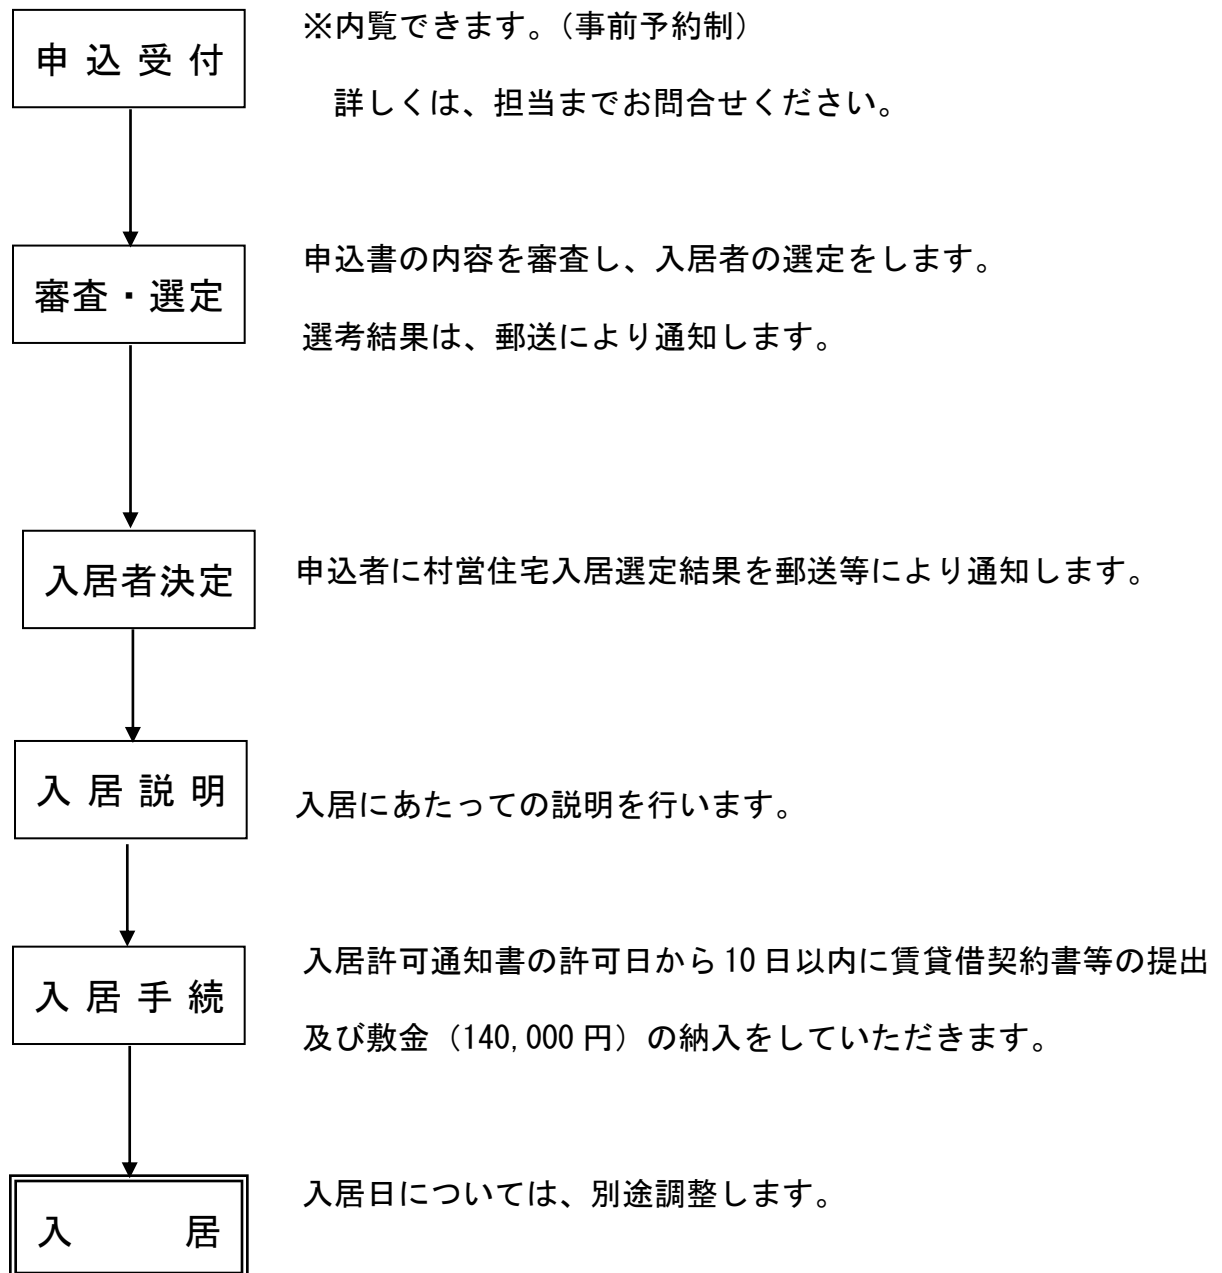 申込受付
※内覧できます。（事前予約制）
詳しくは、担当までお問合せください。
審査・選定
申込書の内容を審査し、入居者の選定をします。
選考結果は、郵送により通知します。
入居者決定
申込者に村営住宅入居選定結果を郵送等により通知します。
入居説明
入居にあたっての説明を行います。
入居手続
入居許可通知書の許可日から10日以内に賃貸借契約書等の提出
及び敷金（140,000円）の納入をしていただきます。
入居
入居日については、別途調整します。